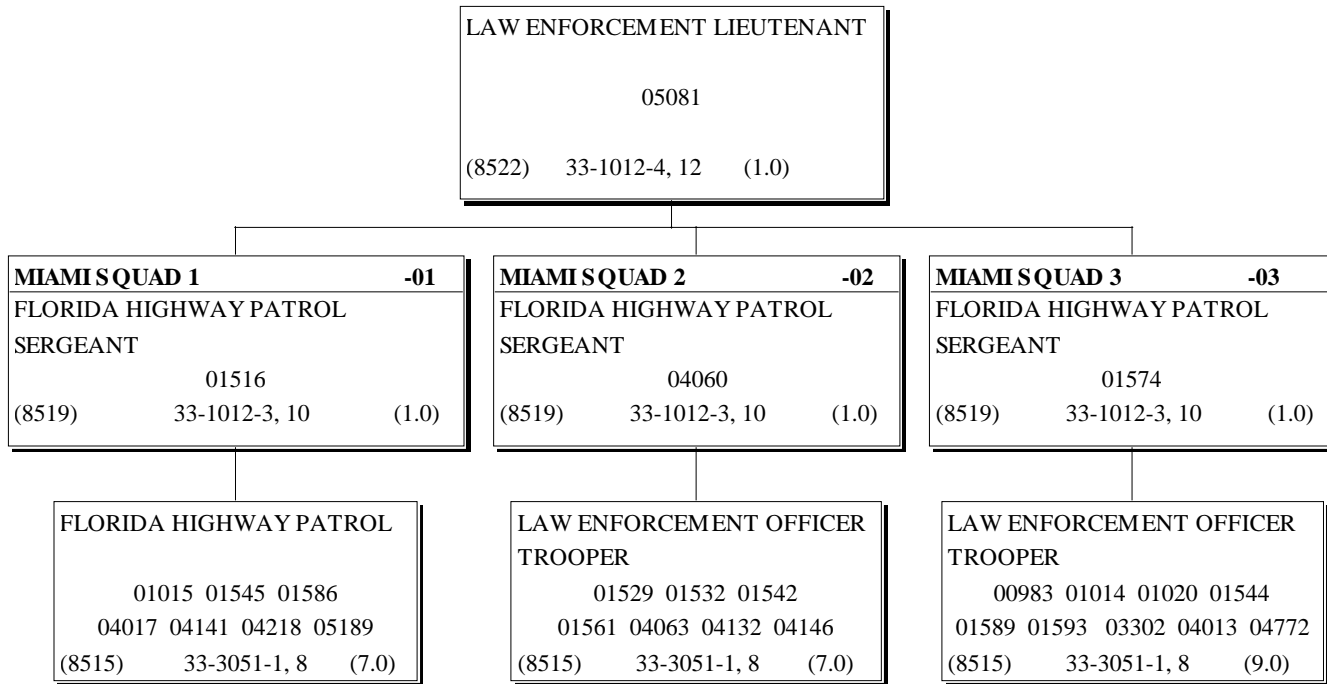 LAW ENFORCEMENT LIEUTENANT
05081
(8522) 33-1012-4, 12 (1.0)
MIAMI SQUAD 1 -01
FLORIDA HIGHWAY PATROL
SERGEANT
01516
(8519) 33-1012-3, 10 (1.0)
MIAMI SQUAD 2 -02
FLORIDA HIGHWAY PATROL
SERGEANT
04060
(8519) 33-1012-3, 10 (1.0)
MIAMI SQUAD 3 -03
FLORIDA HIGHWAY PATROL
SERGEANT
01574
(8519) 33-1012-3, 10 (1.0)
FLORIDA HIGHWAY PATROL
01015 01545 01586
04017 04141 04218 05189
(8515) 33-3051-1, 8 (7.0)
LAW ENFORCEMENT OFFICER
TROOPER
01529 01532 01542
01561 04063 04132 04146
(8515) 33-3051-1, 8 (7.0)
LAW ENFORCEMENT OFFICER
TROOPER
00983 01014 01020 01544
01589 01593 03302 04013 04772
(8515) 33-3051-1, 8 (9.0)